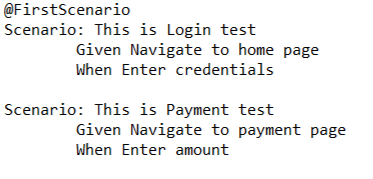 @FirstScenario
Scenario: This is Login test
Given Navigate to home page
When Enter credentials
Scenario: This is Payment test
Given Navigate to payment page
When Enter amount